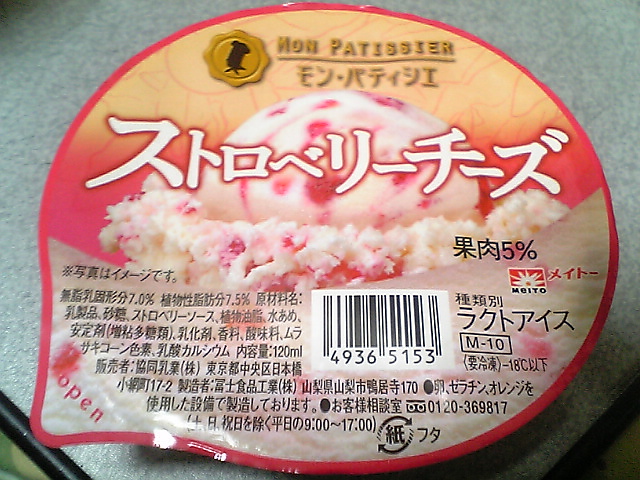 MON PATISSIER
モン・パティシエ
ストロベリーチーズ
果肉5%
※写真はイメージです。
メイトー
MEITO
無脂乳固形分7.0% 植物性脂肪分7.5% 原材料名:
乳製品、砂糖、ストロベリーソース、植物油脂、水あめ、
安定剤(増粘多糖類)、乳化剤、香料、酸味料、ムラ
サキコーン色素、乳酸カルシウム 内容量:120ml
販売者:協同乳業(株) 東京都中央区日本橋
小網町17-2 製造者:冨士食品工業(株) 山梨県山梨市鴨居寺170 ●卵、ゼラチン、オレンジを
使用した設備で製造しております。●お客様相談室 0120-369817
(土、日、祝日を除く平日の9:00~17:00)
4936 5153
種類別
ラクトアイス
M-10
(要冷凍)-18℃以下
open
紙 フタ